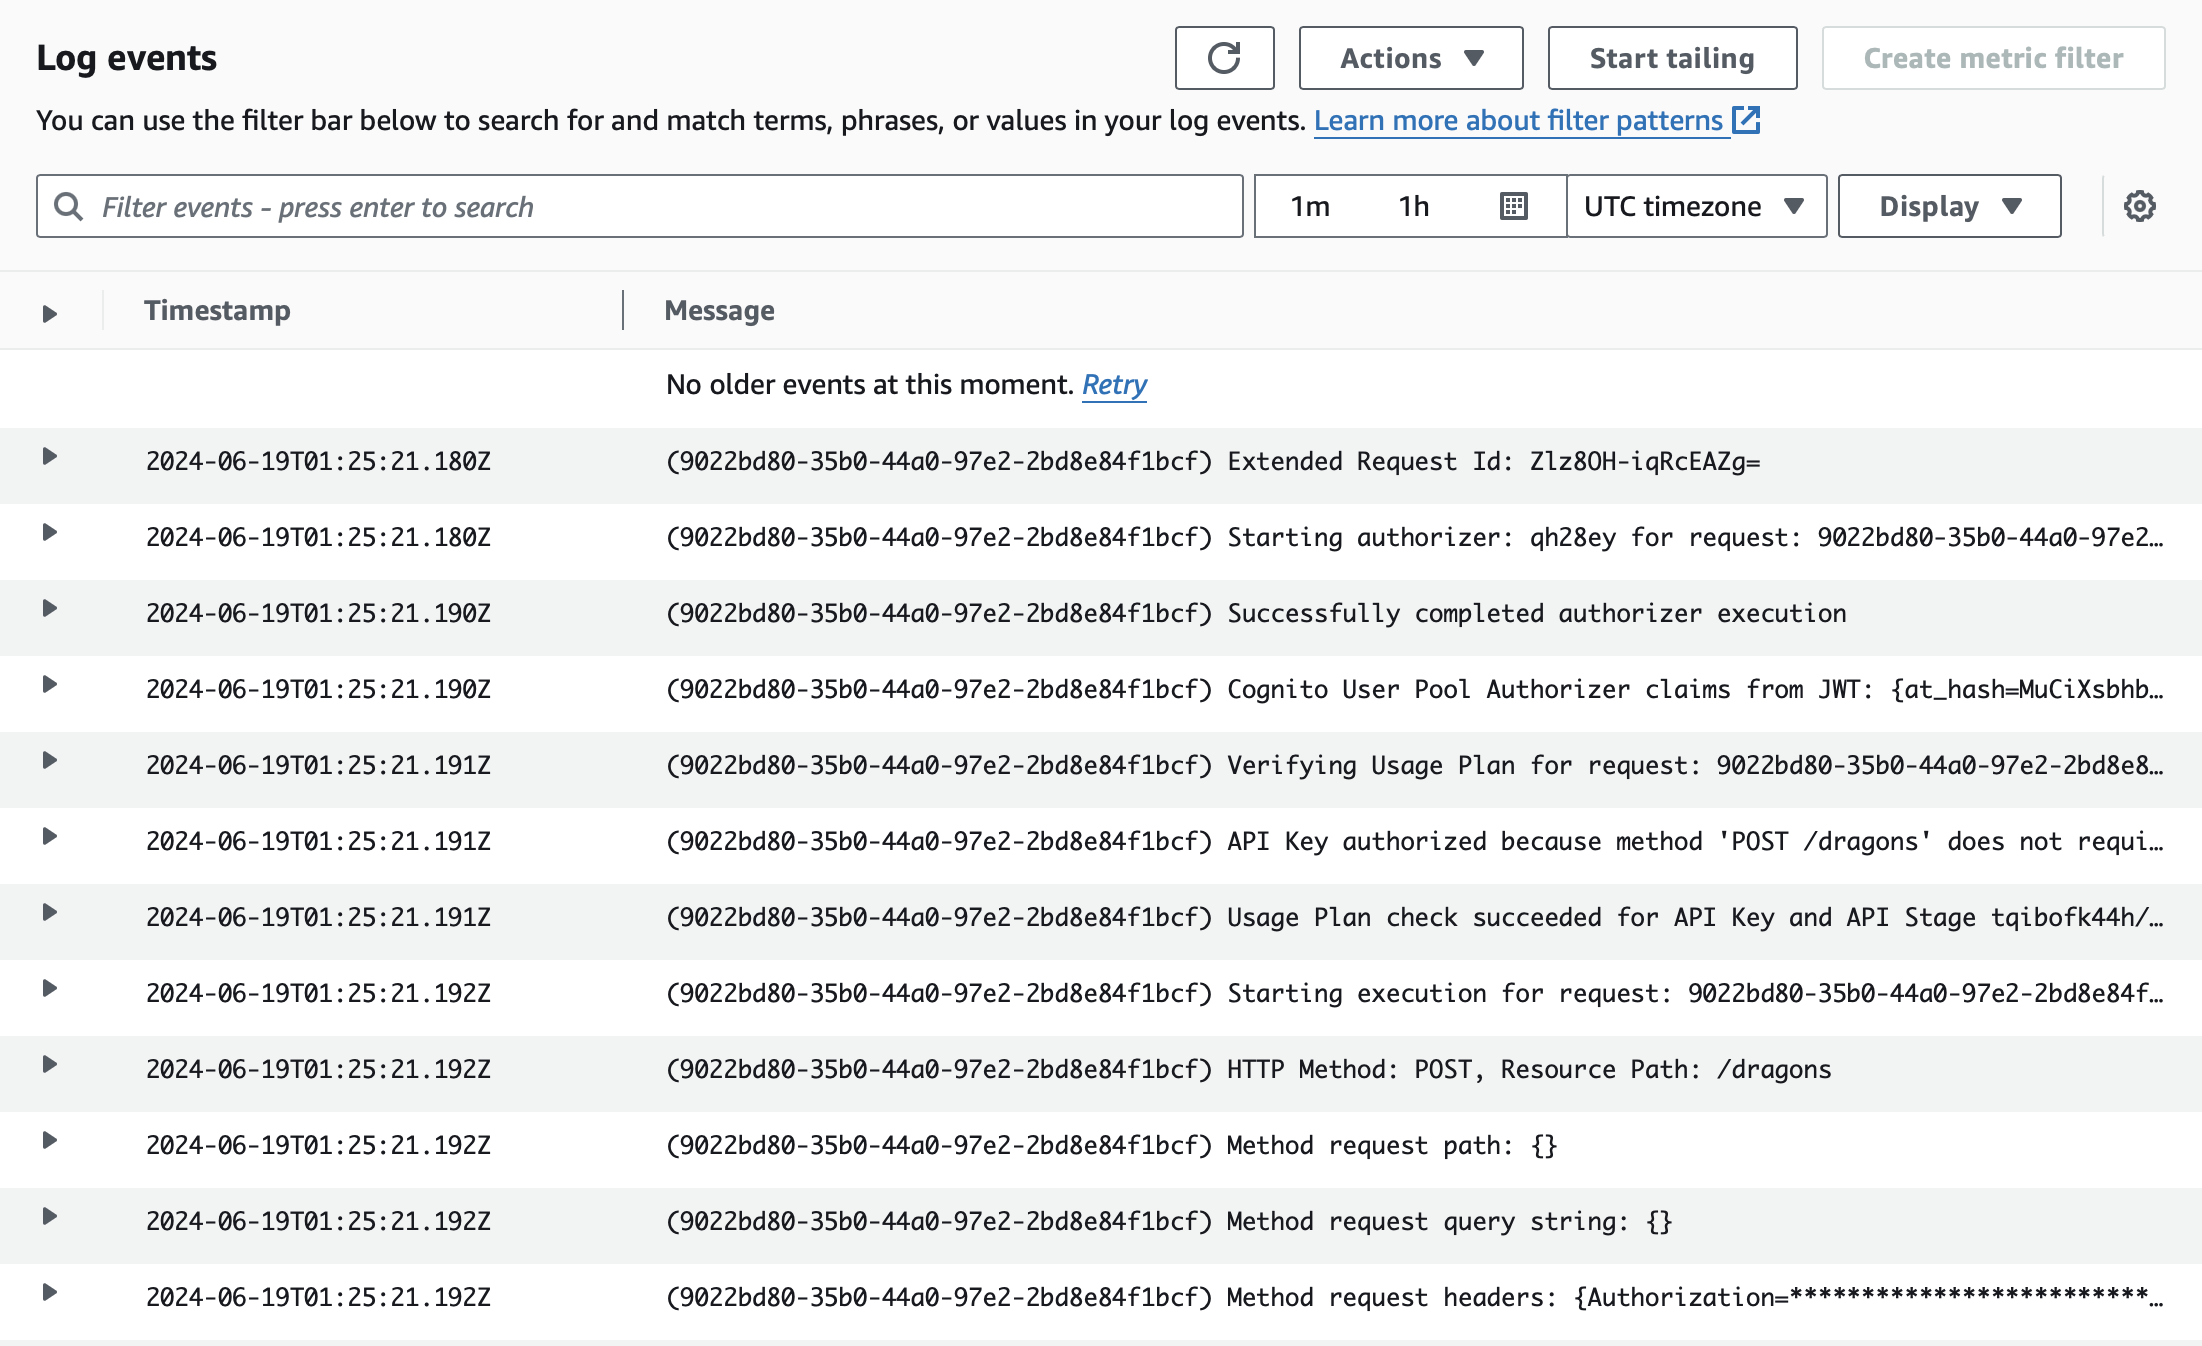 Log events
Actions
Start tailing
Create metric filter
You can use the filter bar below to search for and match terms, phrases, or values in your log events. Learn more about filter patterns
Filter events - press enter to search
1m
1h
UTC timezone
Display
Timestamp
Message
No older events at this moment. Retry
2024-06-19T01:25:21.180Z (9022bd80-35b0-44a0-97e2-2bd8e84f1bcf) Extended Request Id: Zlz8OH-iqRcEAZg=
2024-06-19T01:25:21.180Z (9022bd80-35b0-44a0-97e2-2bd8e84f1bcf) Starting authorizer: qh28ey for request: 9022bd80-35b0-44a0-97e2…
2024-06-19T01:25:21.190Z (9022bd80-35b0-44a0-97e2-2bd8e84f1bcf) Successfully completed authorizer execution
2024-06-19T01:25:21.190Z (9022bd80-35b0-44a0-97e2-2bd8e84f1bcf) Cognito User Pool Authorizer claims from JWT: {at_hash=MuCiXsbhb…
2024-06-19T01:25:21.191Z (9022bd80-35b0-44a0-97e2-2bd8e84f1bcf) Verifying Usage Plan for request: 9022bd80-35b0-44a0-97e2-2bd8e8…
2024-06-19T01:25:21.191Z (9022bd80-35b0-44a0-97e2-2bd8e84f1bcf) API Key authorized because method 'POST /dragons' does not requi…
2024-06-19T01:25:21.191Z (9022bd80-35b0-44a0-97e2-2bd8e84f1bcf) Usage Plan check succeeded for API Key and API Stage tqibofk44h/…
2024-06-19T01:25:21.192Z (9022bd80-35b0-44a0-97e2-2bd8e84f1bcf) Starting execution for request: 9022bd80-35b0-44a0-97e2-2bd8e84f…
2024-06-19T01:25:21.192Z (9022bd80-35b0-44a0-97e2-2bd8e84f1bcf) HTTP Method: POST, Resource Path: /dragons
2024-06-19T01:25:21.192Z (9022bd80-35b0-44a0-97e2-2bd8e84f1bcf) Method request path: {}
2024-06-19T01:25:21.192Z (9022bd80-35b0-44a0-97e2-2bd8e84f1bcf) Method request query string: {}
2024-06-19T01:25:21.192Z (9022bd80-35b0-44a0-97e2-2bd8e84f1bcf) Method request headers: {Authorization=*************************…